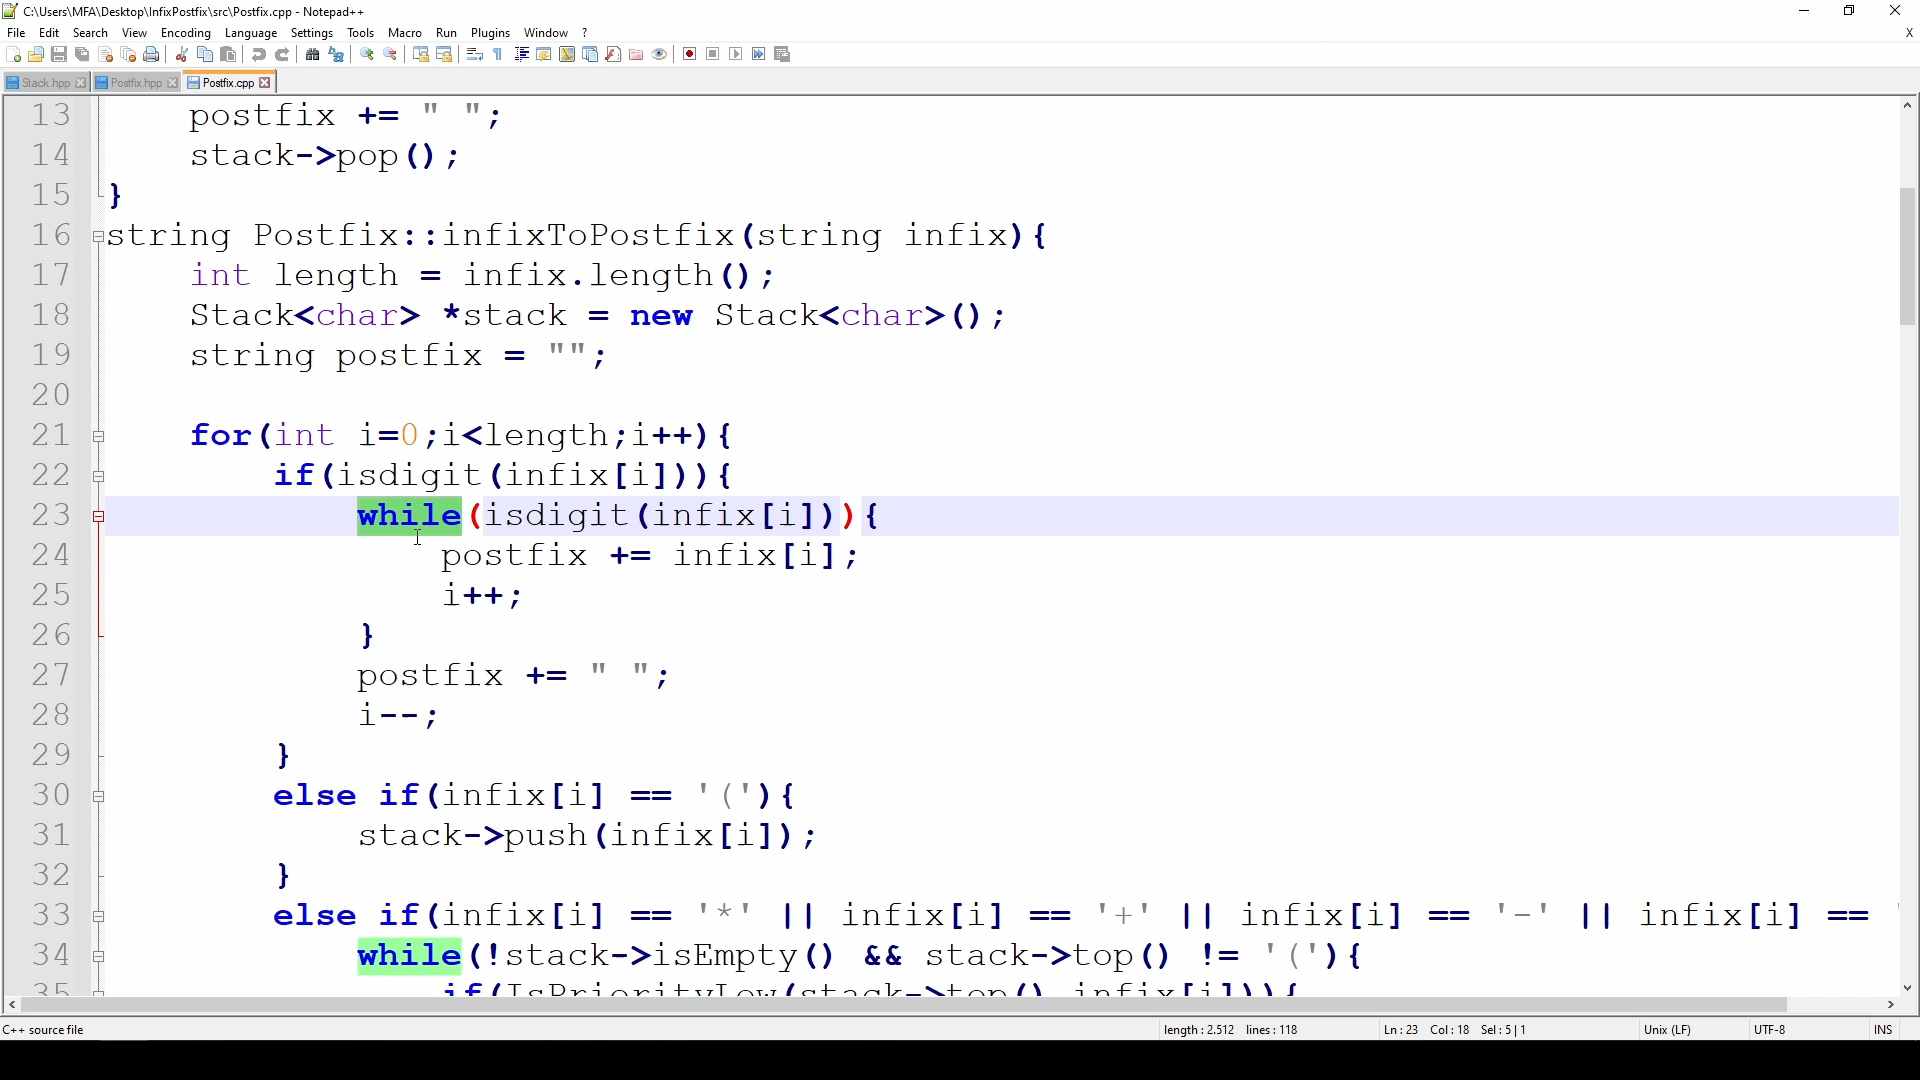 C:\Users\MFA\Desktop\InfixPostfix\src\Postfix.cpp - Notepad++
File Edit Search View Encoding Language Settings Tools Macro Run Plugins Window ? X
Stack.hpp Postfix.hpp Postfix.cpp
13 postfix += " ";
14 stack->pop();
15 }
16 string Postfix::infixToPostfix(string infix){
17 int length = infix.length();
18 Stack<char> *stack = new Stack<char>();
19 string postfix = "";
20
21 for(int i=0;i<length;i++){
22 if(isdigit(infix[i])){
23 while(isdigit(infix[i])){
24 postfix += infix[i];
25 i++;
26 }
27 postfix += " ";
28 i--;
29 }
30 else if(infix[i] == '('){
31 stack->push(infix[i]);
32 }
33 else if(infix[i] == '*' || infix[i] == '+' || infix[i] == '-' || infix[i] == '
34 while(!stack->isEmpty() && stack->top() != '('){
35 if(IsPriorityLow(stack->top(),infix[i])){
C++ source file length : 2.512 lines : 118 Ln : 23 Col : 18 Sel : 5 | 1 Unix (LF) UTF-8 INS